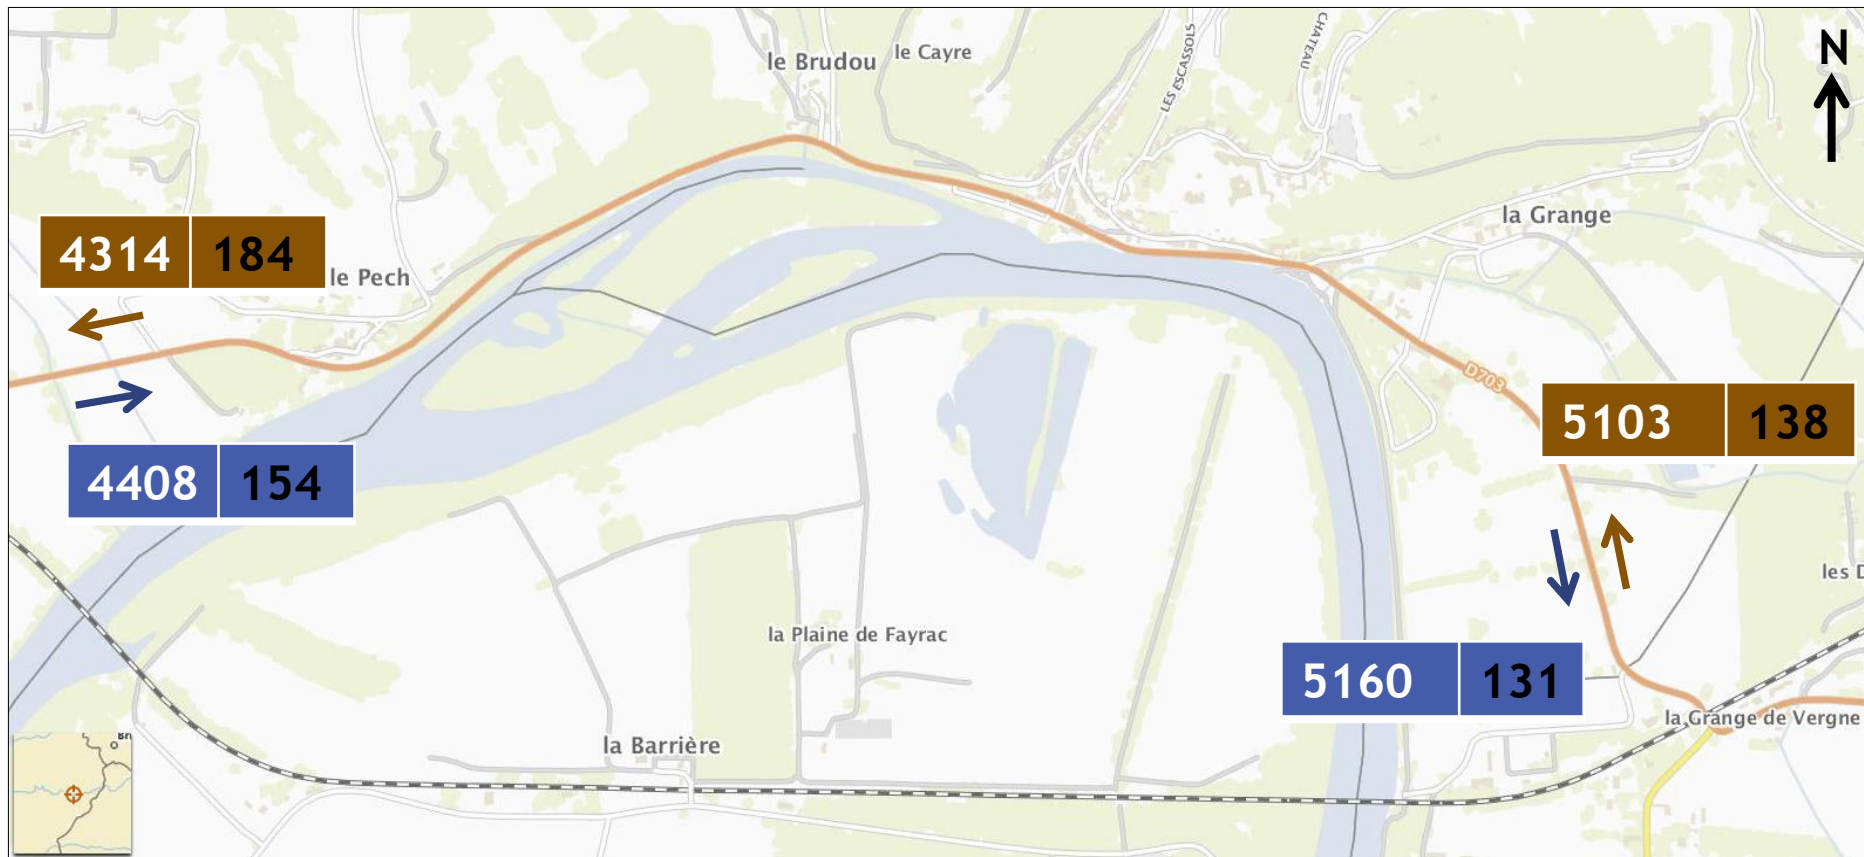 le Brudou
le Cayre
LES ESCASSOLS
CHATEAU
N
4314 184
le Pech
la Grange
D703
5103 138
4408 154
les D
la Plaine de Fayrac
5160 131
la Grange de Vergne
la Barrière